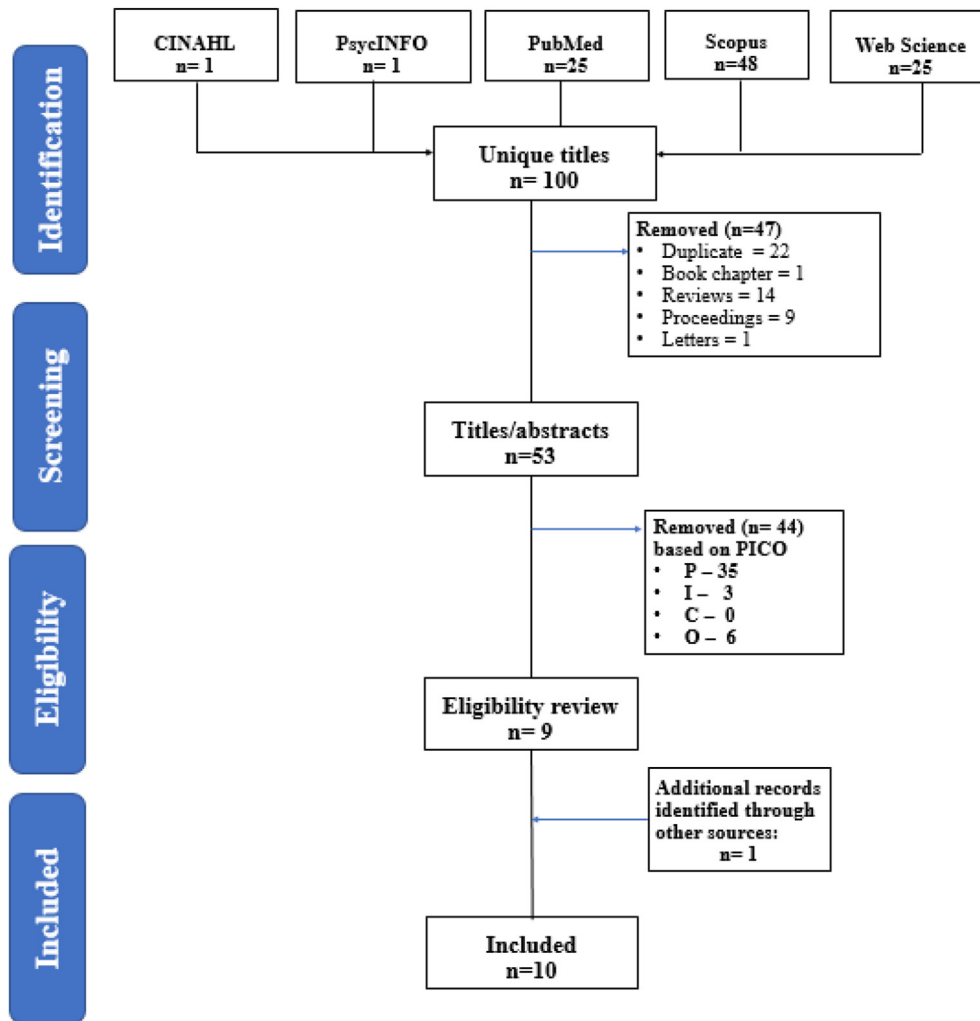 CINAHL
n= 1
PsycINFO
n= 1
PubMed
n=25
Scopus
n=48
Web Science
n=25
Identification
Unique titles
n= 100
Removed (n=47)
• Duplicate = 22
• Book chapter = 1
• Reviews = 14
• Proceedings = 9
• Letters = 1
Screening
Titles/abstracts
n=53
Removed (n= 44)
based on PICO
• P – 35
• I – 3
• C – 0
• O – 6
Eligibility
Eligibility review
n= 9
Additional records
identified through
other sources:
n= 1
Included
Included
n=10